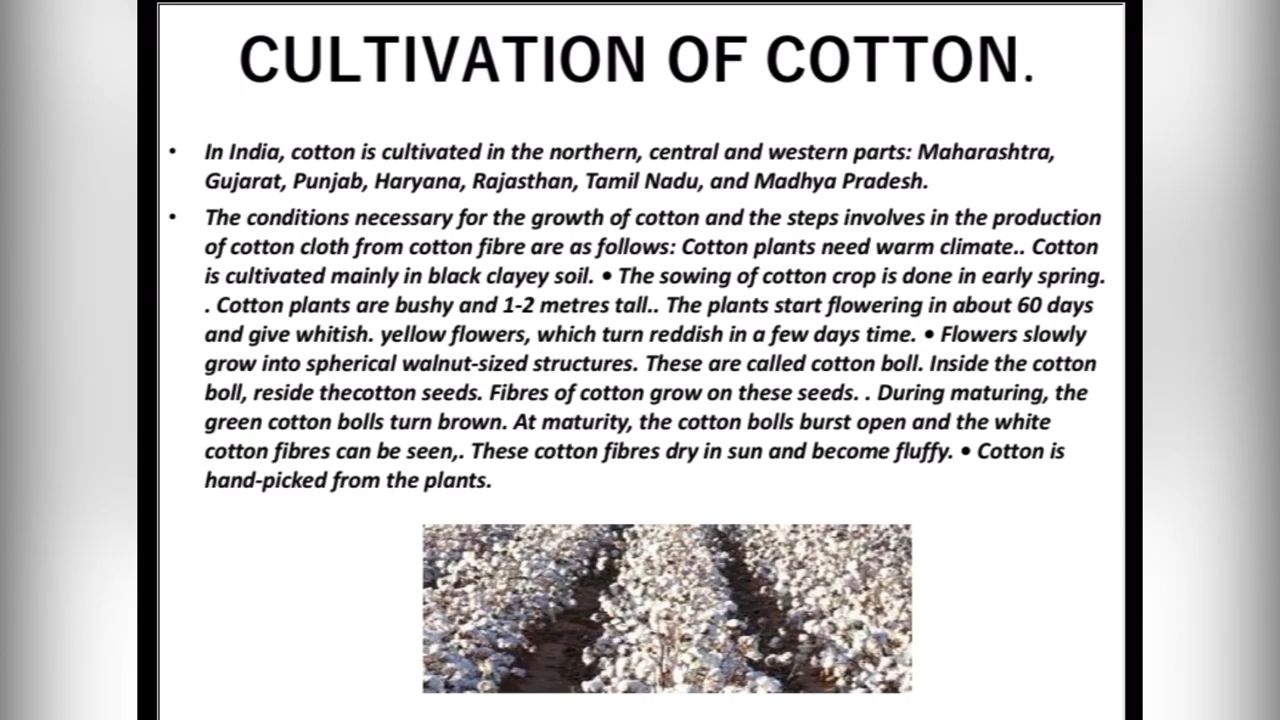 CULTIVATION OF COTTON.
• In India, cotton is cultivated in the northern, central and western parts: Maharashtra,
Gujarat, Punjab, Haryana, Rajasthan, Tamil Nadu, and Madhya Pradesh.
• The conditions necessary for the growth of cotton and the steps involves in the production
of cotton cloth from cotton fibre are as follows: Cotton plants need warm climate.. Cotton
is cultivated mainly in black clayey soil. • The sowing of cotton crop is done in early spring.
. Cotton plants are bushy and 1-2 metres tall.. The plants start flowering in about 60 days
and give whitish. yellow flowers, which turn reddish in a few days time. • Flowers slowly
grow into spherical walnut-sized structures. These are called cotton boll. Inside the cotton
boll, reside thecotton seeds. Fibres of cotton grow on these seeds. . During maturing, the
green cotton bolls turn brown. At maturity, the cotton bolls burst open and the white
cotton fibres can be seen,. These cotton fibres dry in sun and become fluffy. • Cotton is
hand-picked from the plants.